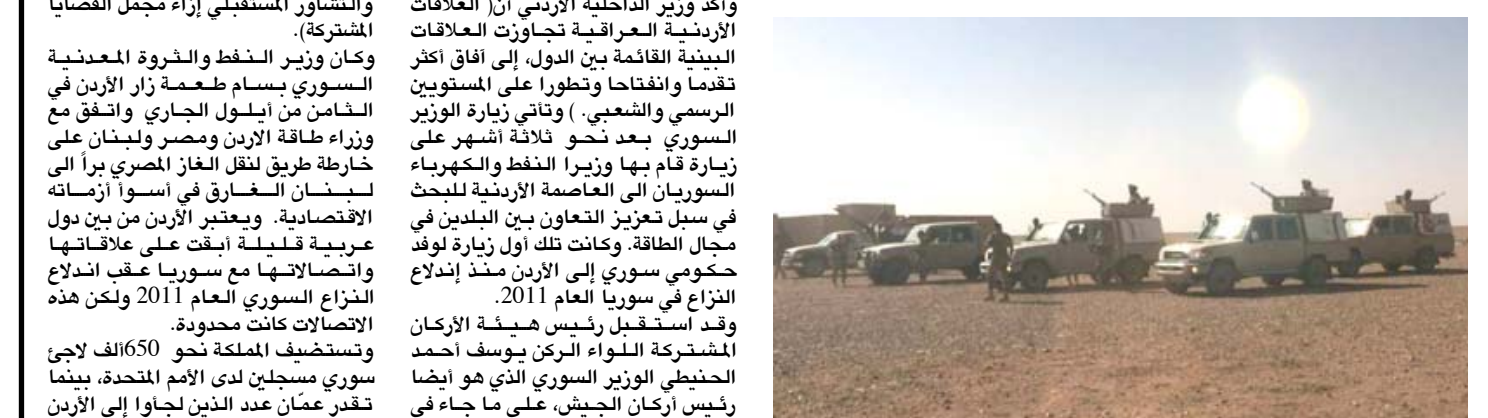 وأكد وزير الداخلية الأردني أن( العلاقات
الأردنـيـة الـعـراقـيـة تجـاوزت الـعلاقات
البينية القائمة بين الدول، إلى آفاق أكثر
تقدما وانفتاحا وتطورا على المستويين
الرسمي والشعبي. ) وتأتي زيارة الوزير
السوري بعد نحو ثلاثة أشهر على
زيارة قام بها وزيرا النفط والكهرباء
السوريان الى العاصمة الأردنية للبحث
في سبل تعزيز التعاون بين البلدين في
مجال الطاقة. وكانت تلك أول زيارة لوفد
حكومي سوري إلى الأردن منذ إندلاع
النزاع في سوريا العام 2011.
وقد استقبل رئيس هيئة الأركان
المشتركة اللواء الركن يوسف أحمد
الحنيطي الوزير السوري الذي هو أيضا
رئيس أركان الجيش، على ما جاء في
والتشاور المستقبلي إزاء مجمل القضايا
المشتركة).
وكان وزير النفط والثروة المعدنية
السوري بسام طعمة زار الأردن في
الثامن من أيلول الجاري واتفق مع
وزراء طاقة الاردن ومصر ولبنان على
خارطة طريق لنقل الغاز المصري براً الى
لبنان الغارق في أسوأ أزماته
الاقتصادية. ويعتبر الأردن من بين دول
عربية قليلة أبقت على علاقاتها
واتصالاتها مع سوريا عقب اندلاع
النزاع السوري العام 2011 ولكن هذه
الاتصالات كانت محدودة.
وتستضيف المملكة نحو 650ألف لاجئ
سوري مسجلين لدى الأمم المتحدة، بينما
تقدر عمّان عدد الذين لجأوا إلى الأردن